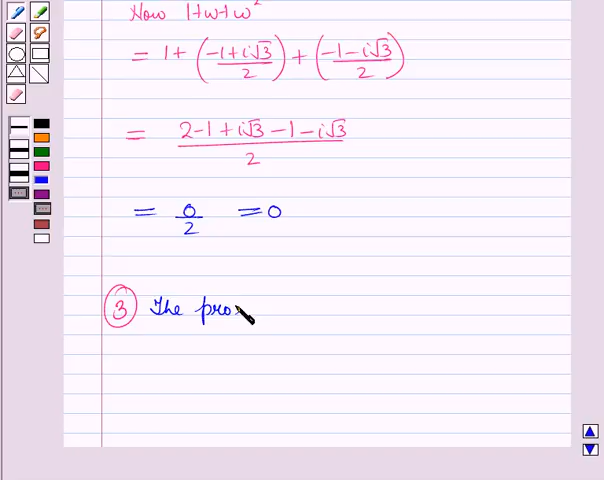 Now 1+w+w²
= 1 + (-1+i√3/2) + (-1-i√3/2)
= 2-1+i√3-1-i√3/2
= 0/2 = 0
③ The pro